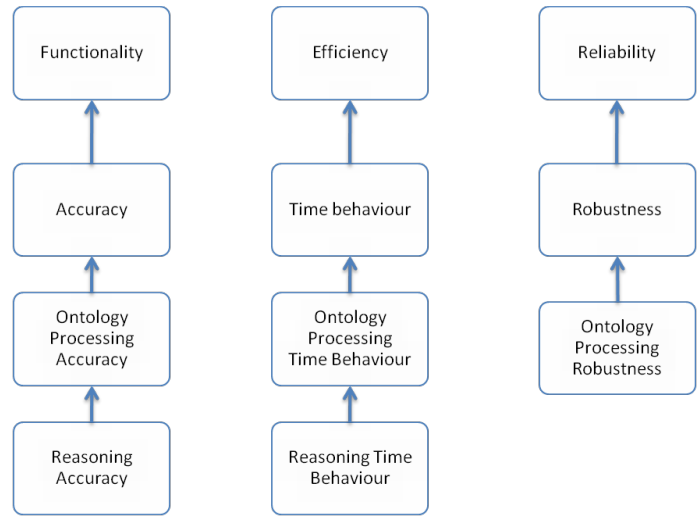 Functionality
Efficiency
Reliability
Accuracy
Time behaviour
Robustness
Ontology
Processing
Accuracy
Ontology
Processing
Time Behaviour
Ontology
Processing
Robustness
Reasoning
Accuracy
Reasoning Time
Behaviour